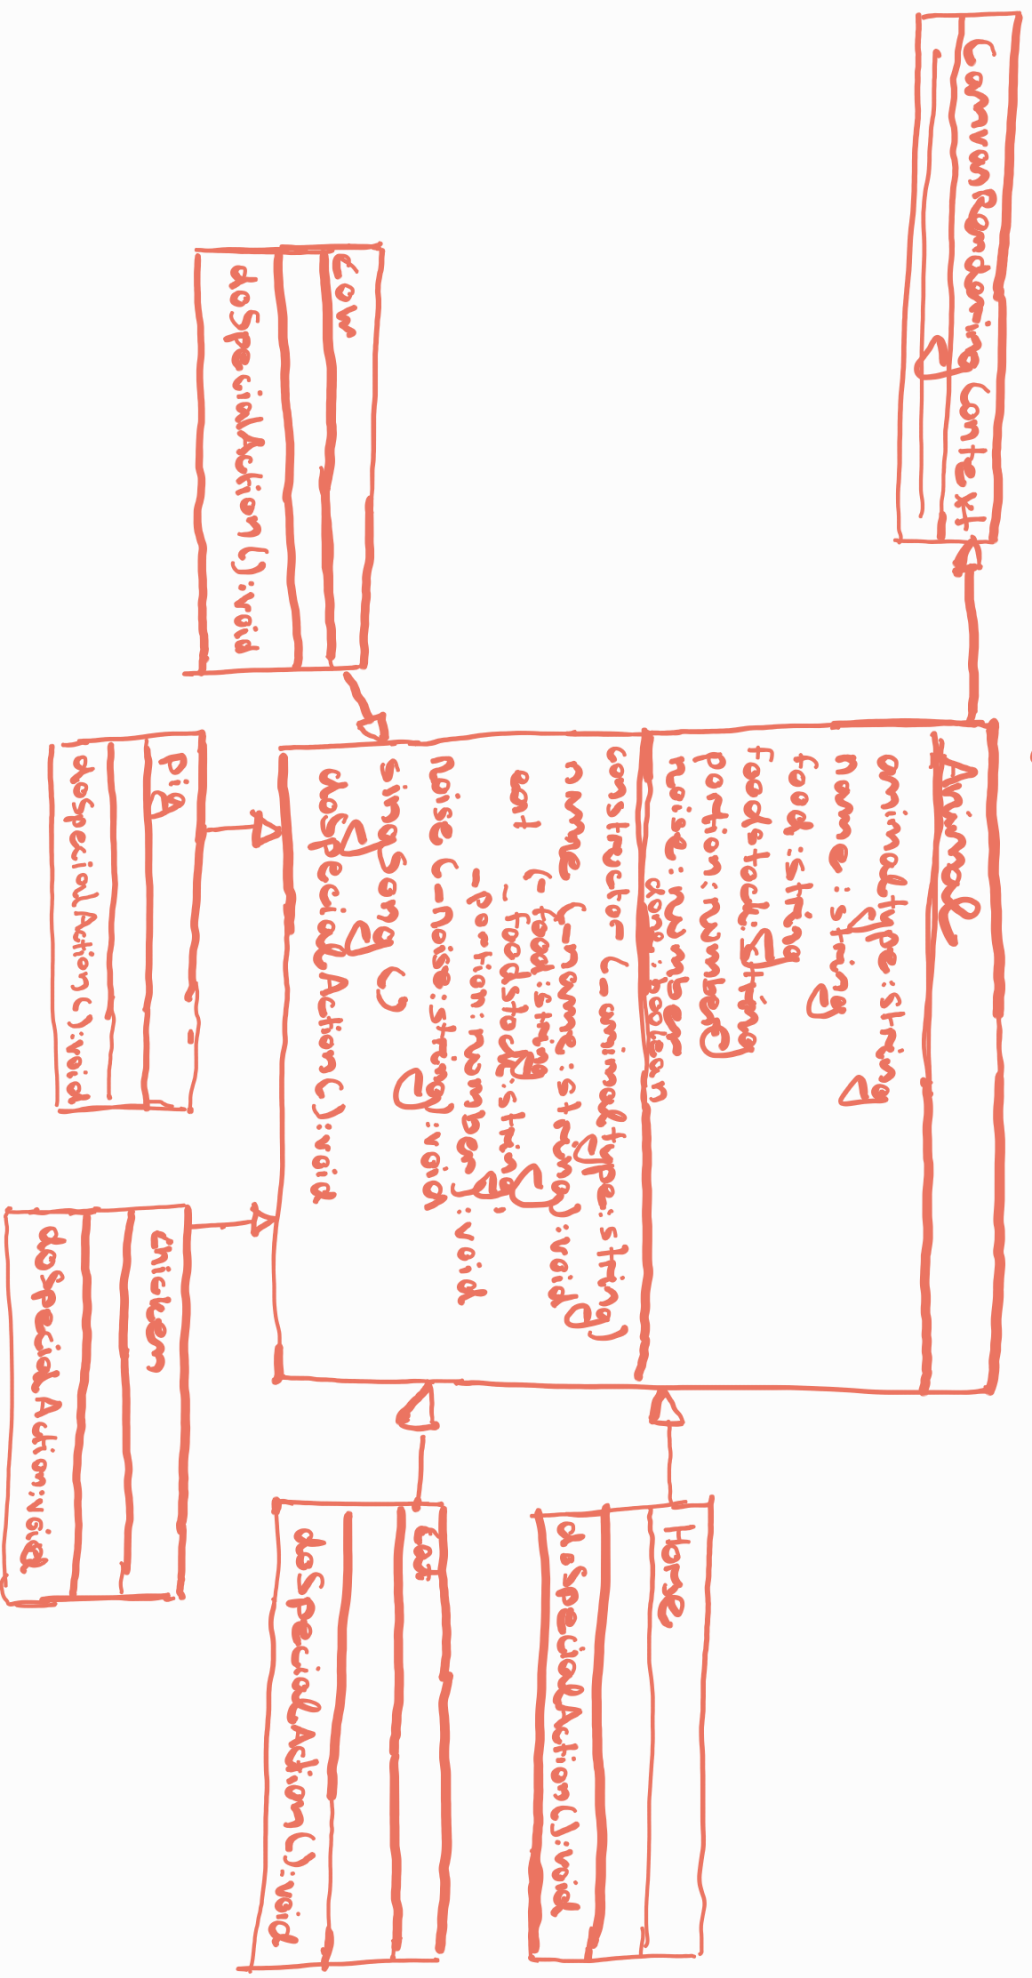 CanvanRendering Context
Animal
animaltype:string
name:string
food:string
foodstock:string
portion:number
noise:number
done:boolean
constructor (_animaltype:string)
name (_name:string):void
eat (_food:string,
_foodstock:string,
_portion:number):void
noise (_noise:string):void
singSong ()
doSpecialAction():void
Cow
doSpecialAction():void
Pig
doSpecialAction():void
Chicken
doSpecialAction:void
Cat
doSpecialAction():void
Horse
doSpecialAction():void